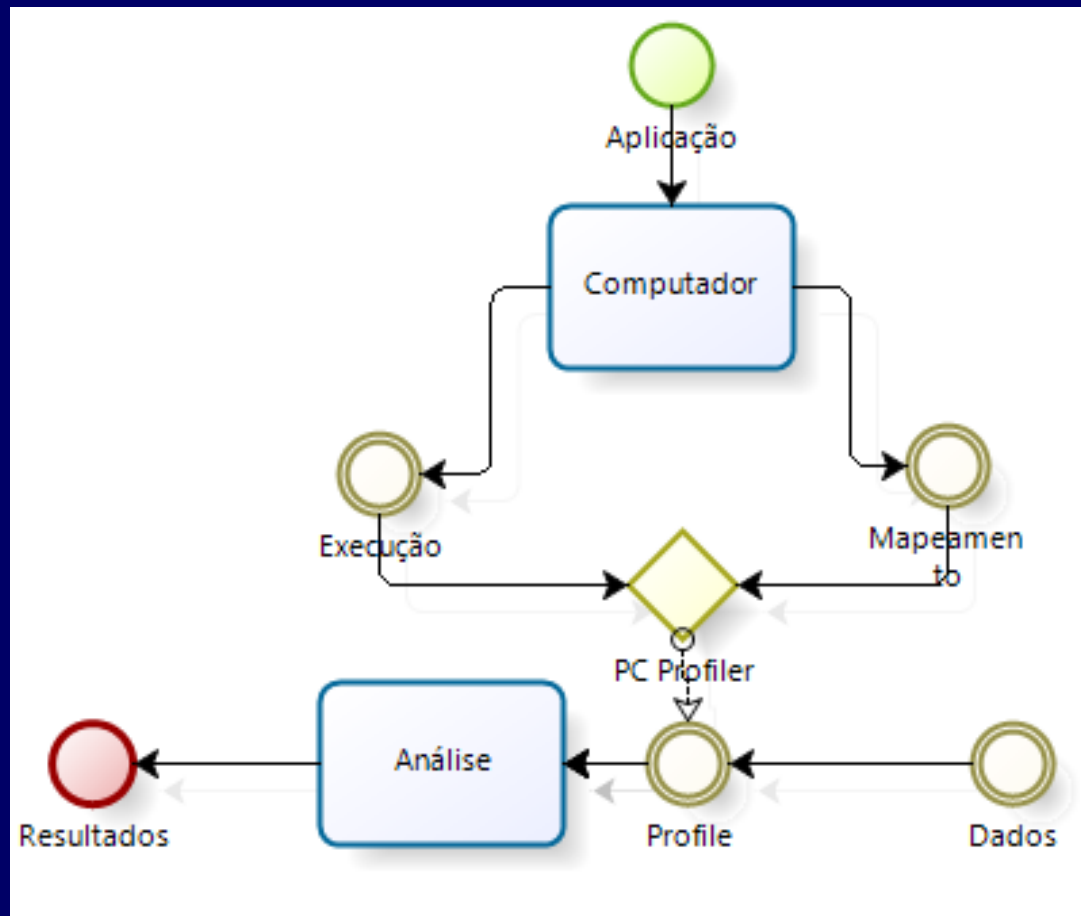 Aplicação
Computador
Execução
Mapeamen
to
PC Profiler
Análise
Resultados
Profile
Dados